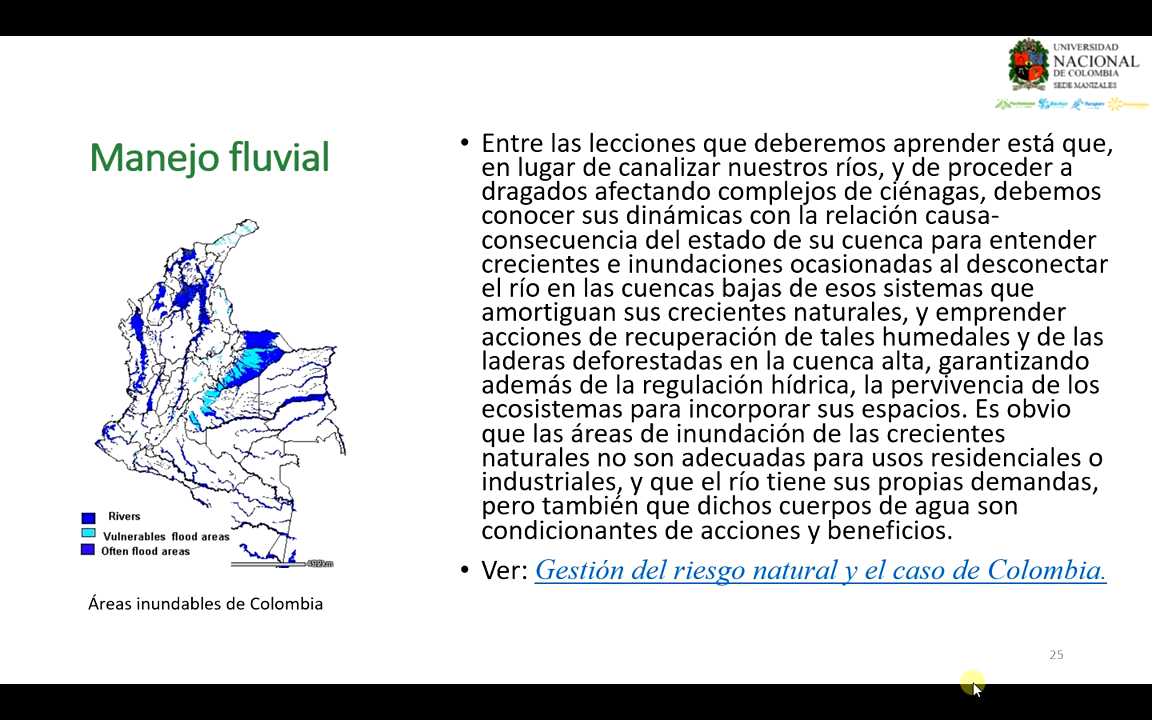 UNIVERSIDAD
NACIONAL
DE COLOMBIA
SEDE MANIZALES
Manejo fluvial
• Entre las lecciones que deberemos aprender está que,
en lugar de canalizar nuestros ríos, y de proceder a
dragados afectando complejos de ciénagas, debemos
conocer sus dinámicas con la relación causa-
consecuencia del estado de su cuenca para entender
crecientes e inundaciones ocasionadas al desconectar
el río en las cuencas bajas de esos sistemas que
amortiguan sus crecientes naturales, y emprender
acciones de recuperación de tales humedales y de las
laderas deforestadas en la cuenca alta, garantizando
además de la regulación hídrica, la pervivencia de los
ecosistemas para incorporar sus espacios. Es obvio
que las áreas de inundación de las crecientes
naturales no son adecuadas para usos residenciales o
industriales, y que el río tiene sus propias demandas,
pero también que dichos cuerpos de agua son
condicionantes de acciones y beneficios.
• Ver: Gestión del riesgo natural y el caso de Colombia.
Rivers
Vulnerables flood areas
Often flood areas
Áreas inundables de Colombia
25